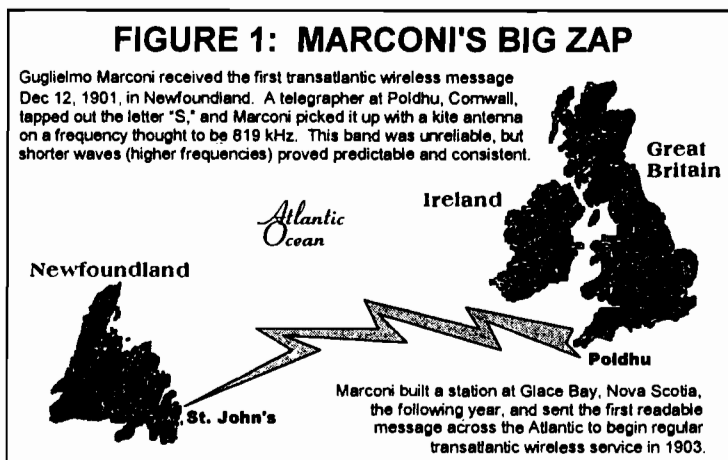 FIGURE 1: MARCONI'S BIG ZAP
Guglielmo Marconi received the first transatlantic wireless message
Dec 12, 1901, in Newfoundland. A telegrapher at Poldhu, Cornwall,
tapped out the letter "S," and Marconi picked it up with a kite antenna
on a frequency thought to be 819 kHz. This band was unreliable, but
shorter waves (higher frequencies) proved predictable and consistent.
Great
Britain
Ireland
Atlantic
Ocean
Newfoundland
Poldhu
St. John's
Marconi built a station at Glace Bay, Nova Scotia,
the following year, and sent the first readable
message across the Atlantic to begin regular
transatlantic wireless service in 1903.